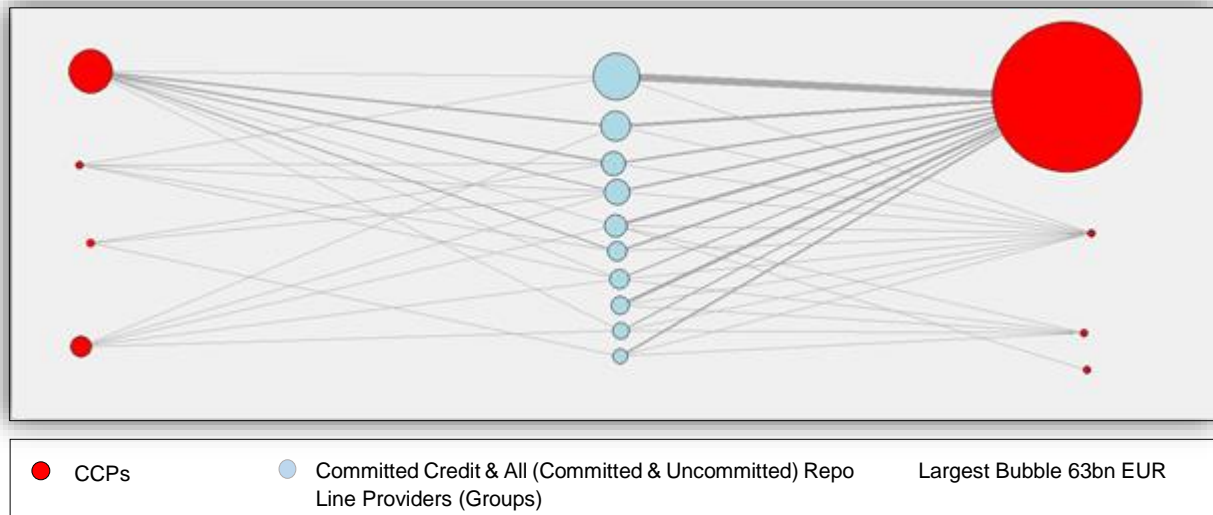 CCPs
Committed Credit & All (Committed & Uncommitted) Repo
Line Providers (Groups)
Largest Bubble 63bn EUR